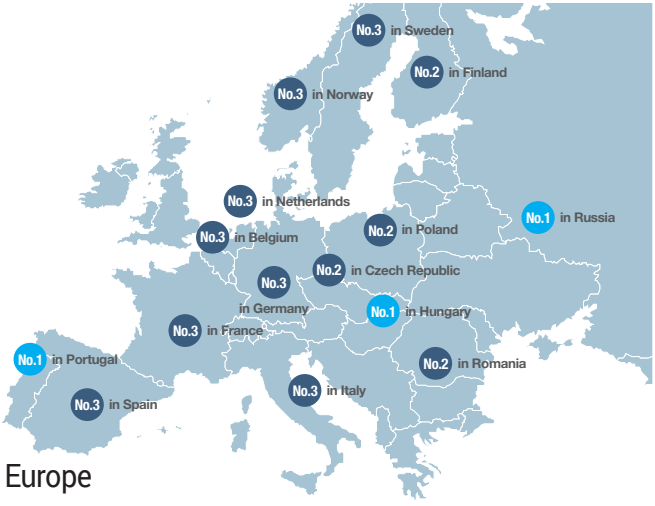 No.3 in Sweden
No.2 in Finland
No.3 in Norway
No.3 in Netherlands
No.1 in Russia
No.3 in Belgium
No.2 in Poland
No.2 in Czech Republic
No.3
in Germany
No.1 in Hungary
No.3 in France
No.1 in Portugal
No.2 in Romania
No.3 in Spain
No.3 in Italy
Europe